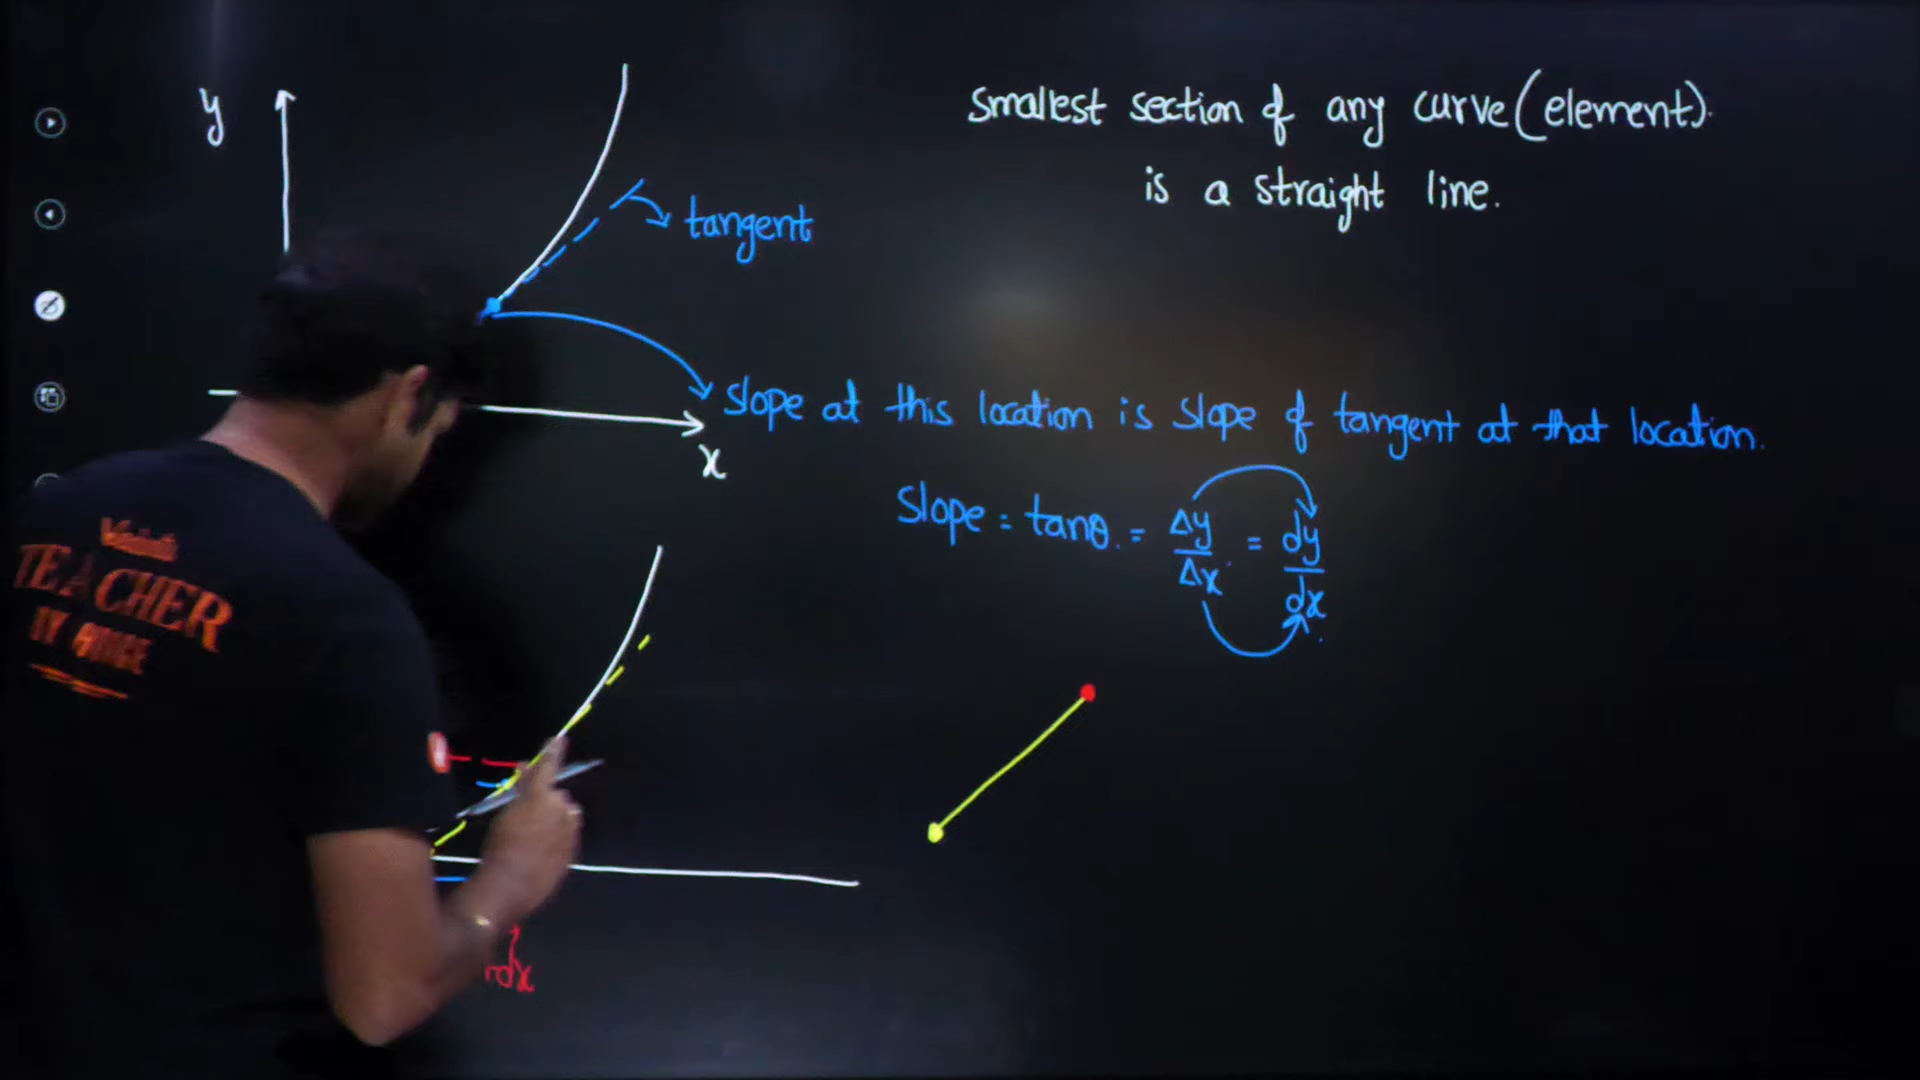 y
Smallest section of any curve (element).
is a straight line.
tangent
Slope at this location is slope of tangent at that location.
x
Slope = tanθ. = Δy/Δx = dy/dx
TEACHER
dx